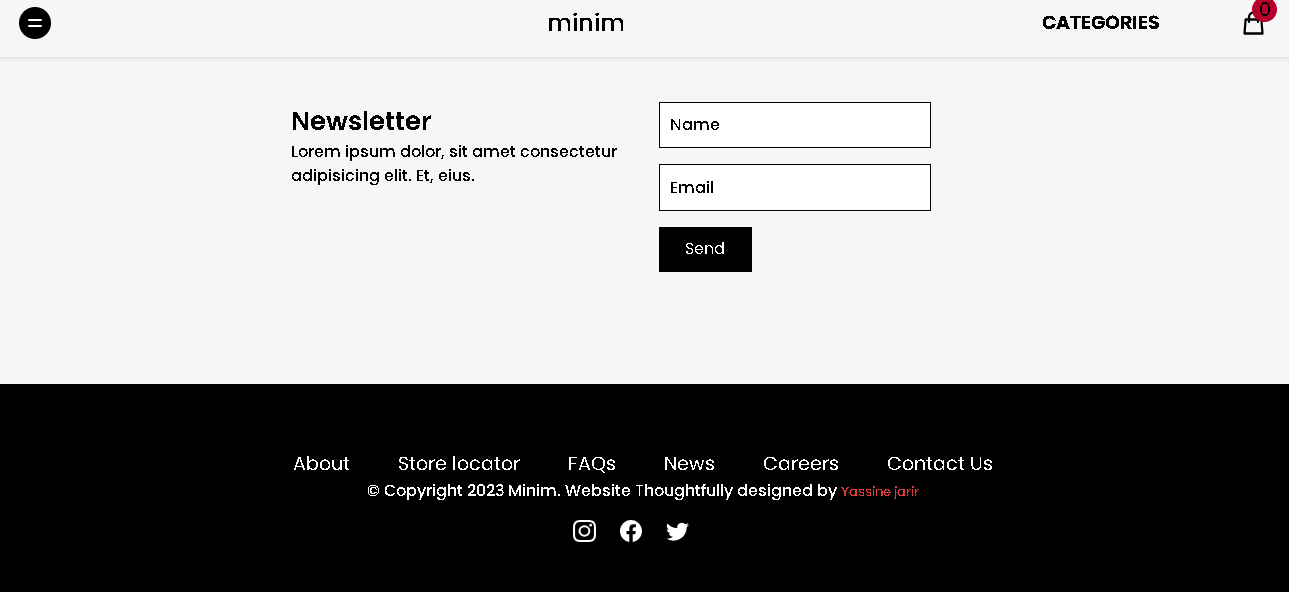 minim
CATEGORIES
0
Newsletter
Lorem ipsum dolor, sit amet consectetur
adipisicing elit. Et, eius.
Name
Email
Send
About Store locator FAQs News Careers Contact Us
© Copyright 2023 Minim. Website Thoughtfully designed by Yassine jarir